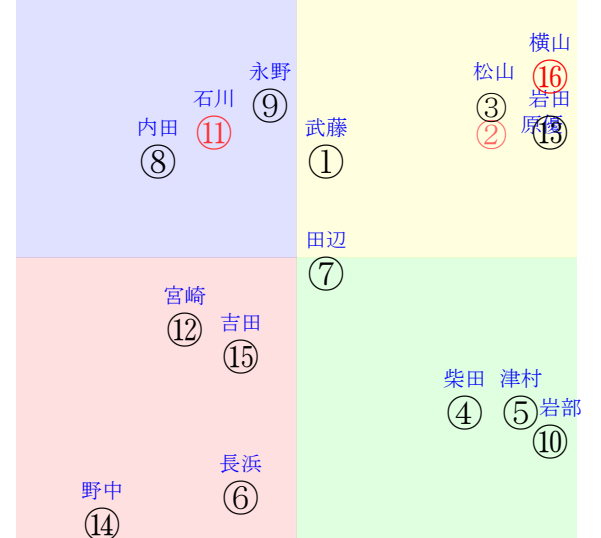 横山
⑯
永野
⑨
松山
③
石川
⑪
岩田
⑬
原優
②
内田
⑧
武藤
①
田辺
⑦
宮崎
⑫
吉田
⑮
柴田
④
津村
⑤
岩部
⑩
長浜
⑥
野中
⑭